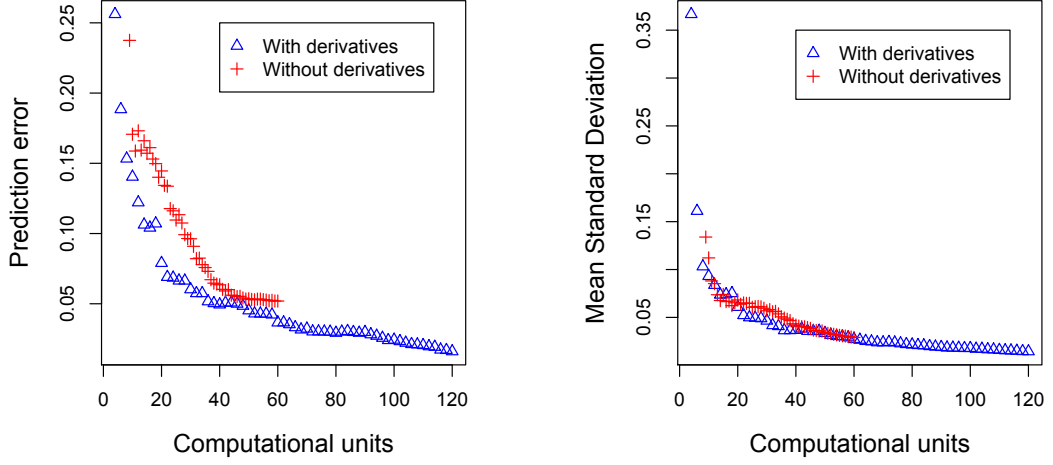 With derivatives
Without derivatives
Prediction error
0.25
0.20
0.15
0.10
0.05
0 20 40 60 80 100 120
Computational units
With derivatives
Without derivatives
Mean Standard Deviation
0.35
0.25
0.15
0.05
0 20 40 60 80 100 120
Computational units